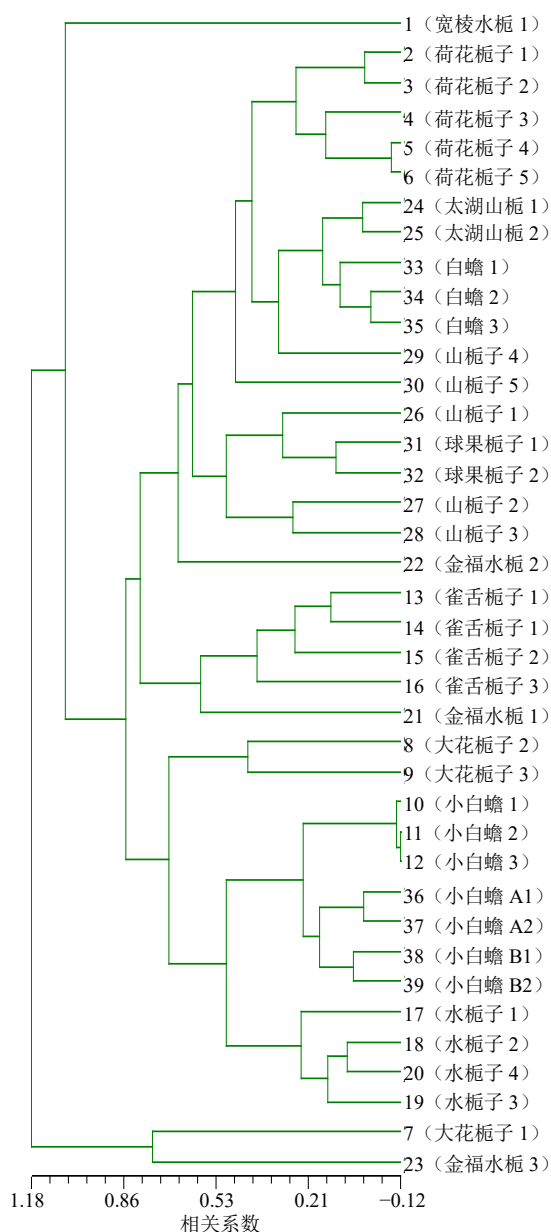 1（宽棱水栀 1）
2（荷花栀子 1）
3（荷花栀子 2）
4（荷花栀子 3）
5（荷花栀子 4）
6（荷花栀子 5）
24（太湖山栀 1）
25（太湖山栀 2）
33（白蟾 1）
34（白蟾 2）
35（白蟾 3）
29（山栀子 4）
30（山栀子 5）
26（山栀子 1）
31（球果栀子 1）
32（球果栀子 2）
27（山栀子 2）
28（山栀子 3）
22（金福水栀 2）
13（雀舌栀子 1）
14（雀舌栀子 1）
15（雀舌栀子 2）
16（雀舌栀子 3）
21（金福水栀 1）
8（大花栀子 2）
9（大花栀子 3）
10（小白蟾 1）
11（小白蟾 2）
12（小白蟾 3）
36（小白蟾 A1）
37（小白蟾 A2）
38（小白蟾 B1）
39（小白蟾 B2）
17（水栀子 1）
18（水栀子 2）
20（水栀子 4）
19（水栀子 3）
7（大花栀子 1）
23（金福水栀 3）
1.18 0.86 0.53 0.21 −0.12
相关系数